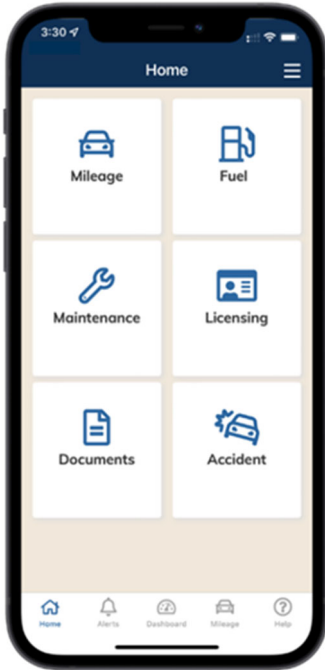 3:30
Home
Mileage
Fuel
Maintenance
Licensing
Documents
Accident
Home
Alerts
Dashboard
Mileage
Help